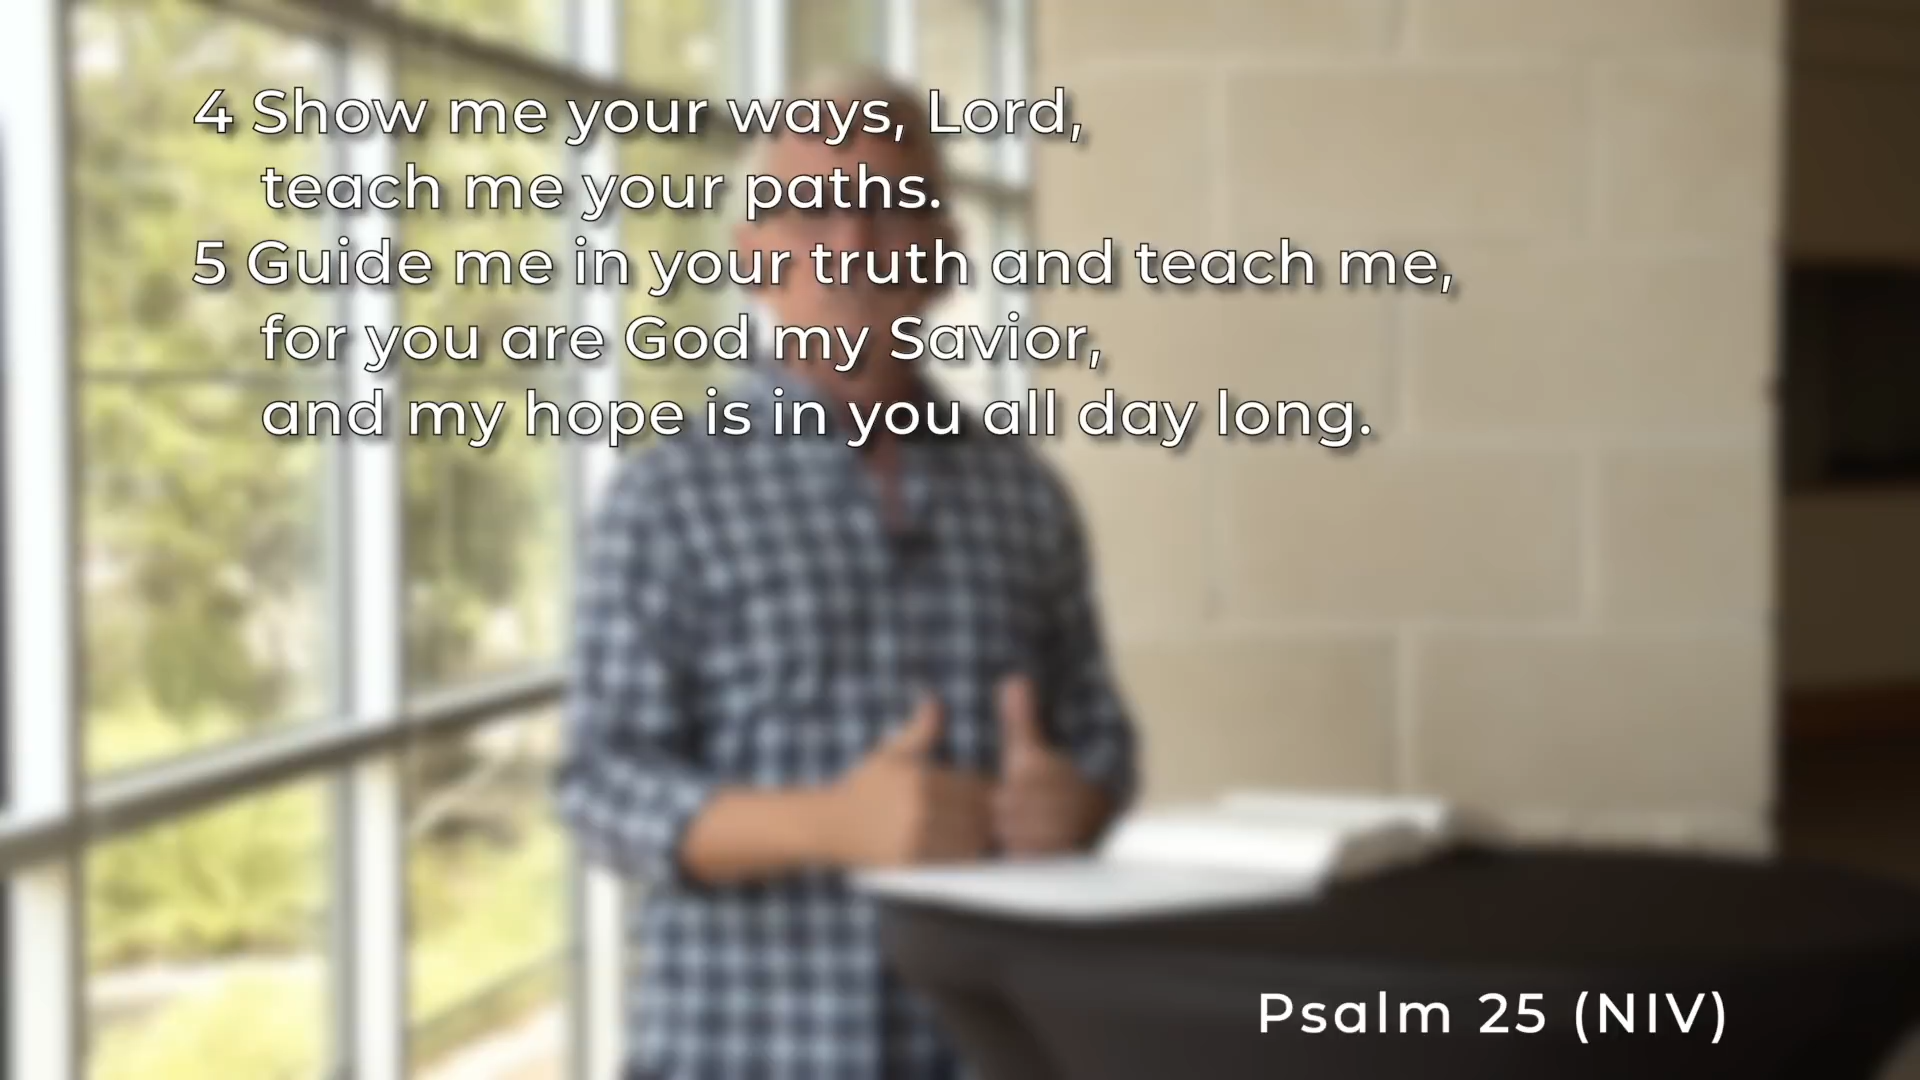 4 Show me your ways, Lord,
teach me your paths.
5 Guide me in your truth and teach me,
for you are God my Savior,
and my hope is in you all day long.
Psalm 25 (NIV)